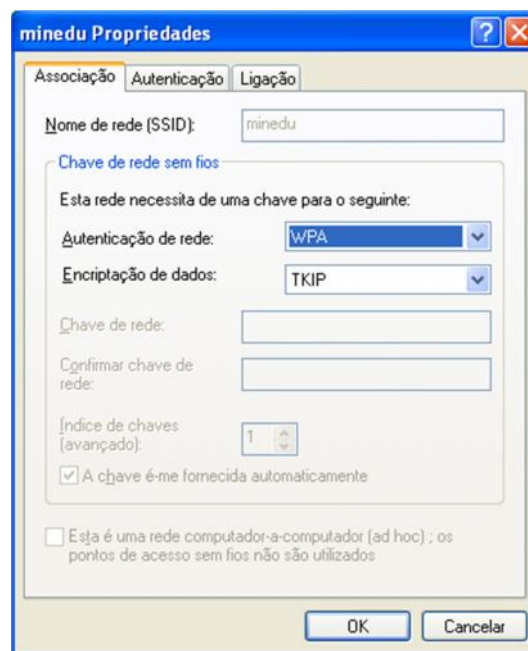 minedu Propriedades
Associação Autenticação Ligação
Nome de rede (SSID): minedu
Chave de rede sem fios
Esta rede necessita de uma chave para o seguinte:
Autenticação de rede: WPA
Encriptação de dados: TKIP
Chave de rede:
Confirmar chave de
rede:
Índice de chaves
(avançado): 1
A chave é-me fornecida automaticamente
Esta é uma rede computador-a-computador (ad hoc) ; os
pontos de acesso sem fios não são utilizados
OK Cancelar